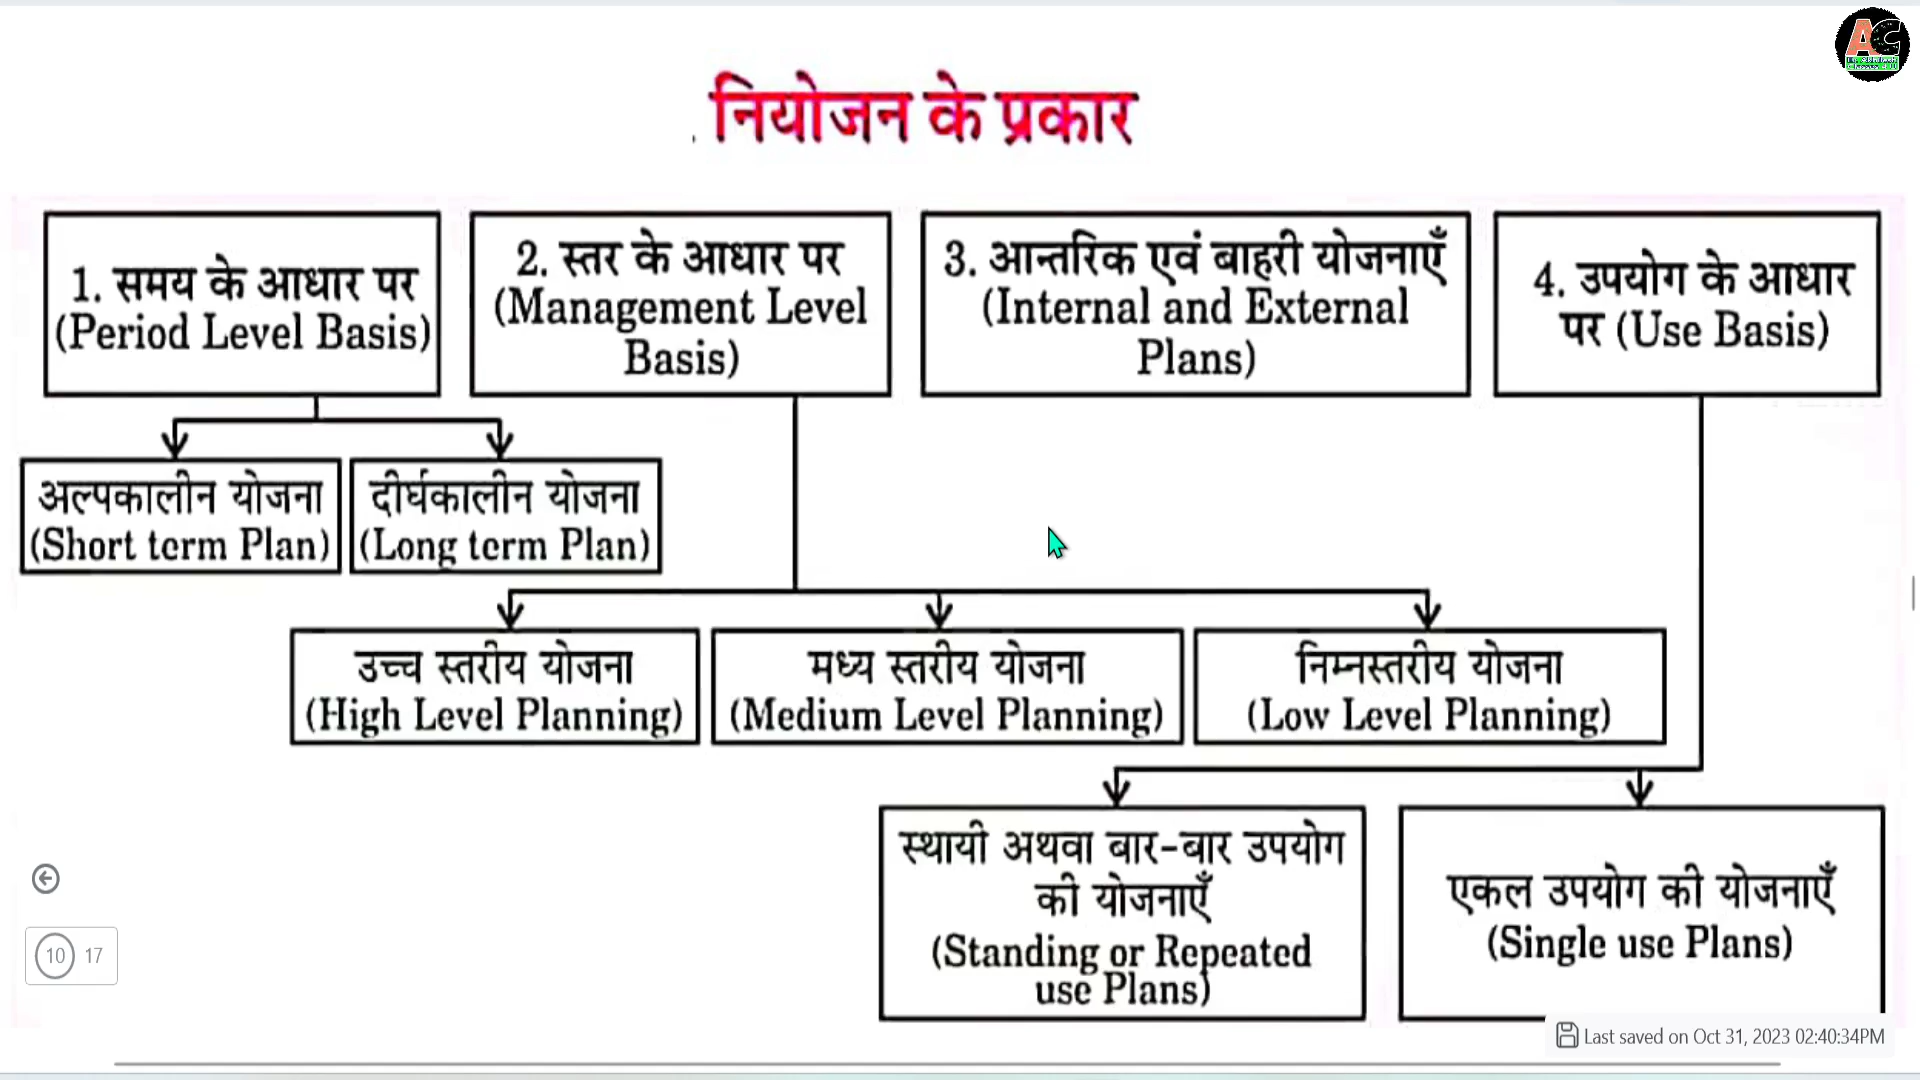 नियोजन के प्रकार
1. समय के आधार पर
(Period Level Basis)
2. स्तर के आधार पर
(Management Level
Basis)
3. आन्तरिक एवं बाहरी योजनाएँ
(Internal and External
Plans)
4. उपयोग के आधार
पर (Use Basis)
अल्पकालीन योजना
(Short term Plan)
दीर्घकालीन योजना
(Long term Plan)
उच्च स्तरीय योजना
(High Level Planning)
मध्य स्तरीय योजना
(Medium Level Planning)
निम्नस्तरीय योजना
(Low Level Planning)
स्थायी अथवा बार-बार उपयोग
की योजनाएँ
(Standing or Repeated
use Plans)
एकल उपयोग की योजनाएँ
(Single use Plans)
10 17
Last saved on Oct 31, 2023 02:40:34PM
AC